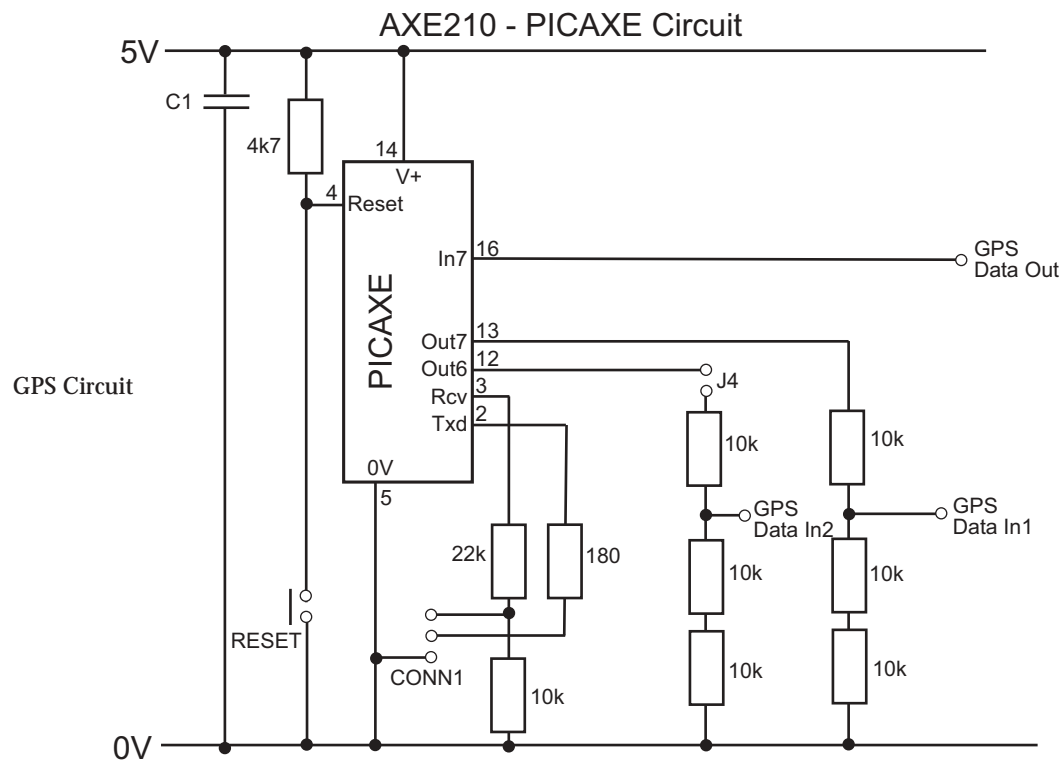 AXE210 - PICAXE Circuit
5V
C1
4k7
14
V+
4
Reset
16
In7
GPS
Data Out
PICAXE
13
Out7
12
Out6
J4
3
Rcv
2
Txd
GPS Circuit
10k
10k
0V
5
GPS
Data In2
GPS
Data In1
22k
180
10k
10k
RESET
CONN1
10k
10k
10k
0V